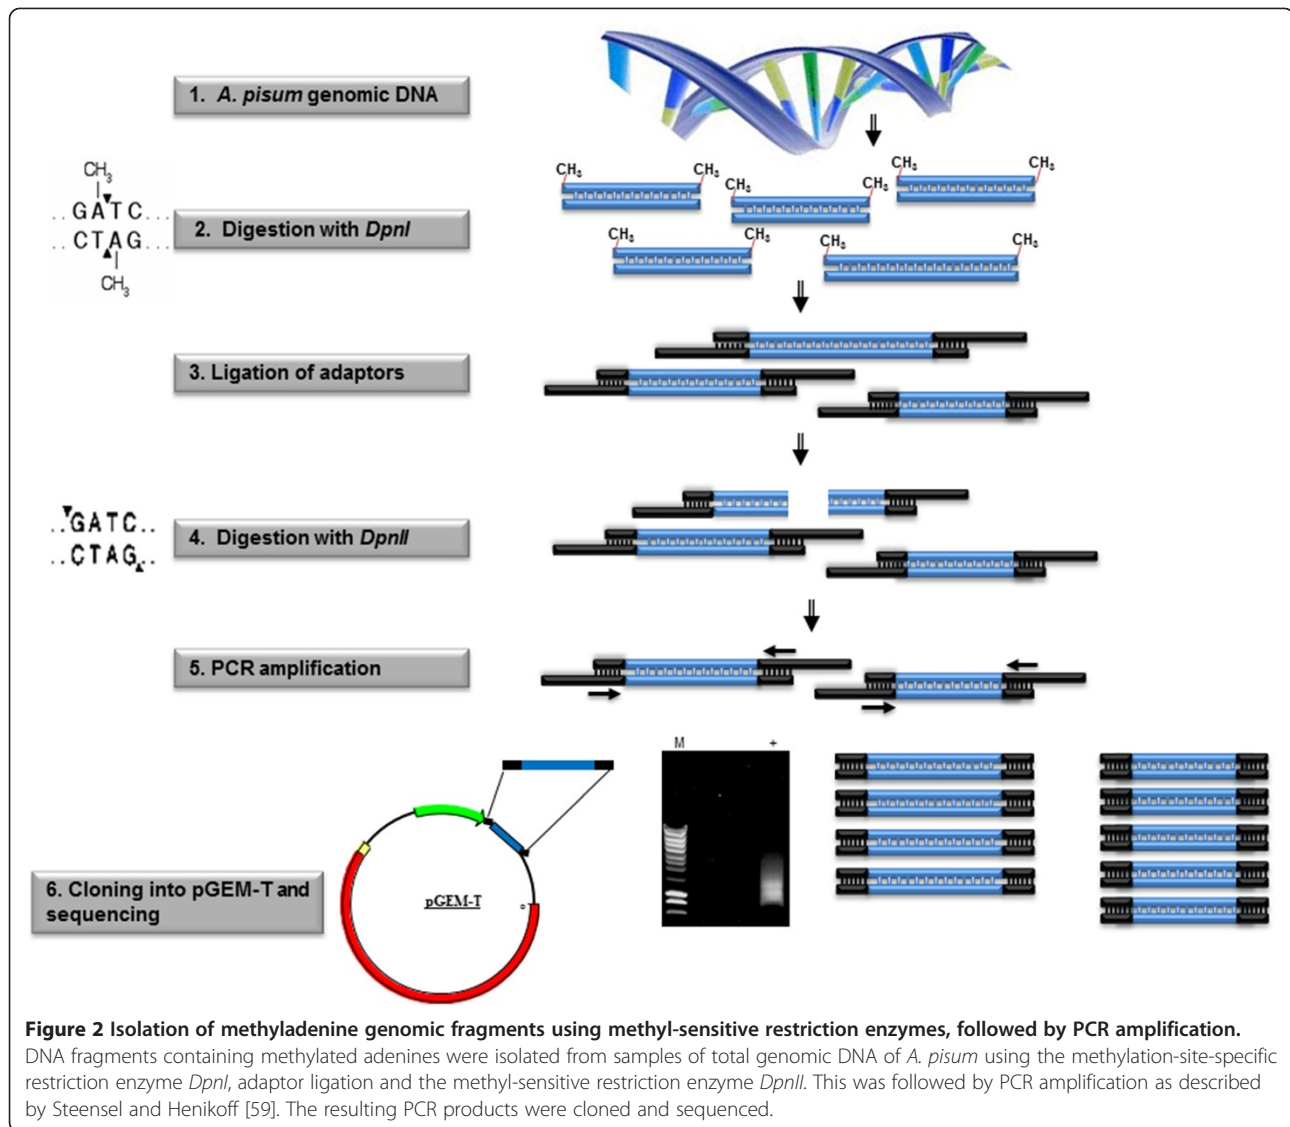 1. A. pisum genomic DNA
CH3
..GATC...
..CTAG...
CH3
2. Digestion with DpnI
CH3 CH3 CH3 CH3 CH3 CH3
CH3 CH3 CH3 CH3
3. Ligation of adaptors
..GATC..
..CTAG..
4. Digestion with DpnII
5. PCR amplification
M +
6. Cloning into pGEM-T and
sequencing
pGEM-T
Figure 2 Isolation of methyladenine genomic fragments using methyl-sensitive restriction enzymes, followed by PCR amplification.
DNA fragments containing methylated adenines were isolated from samples of total genomic DNA of A. pisum using the methylation-site-specific
restriction enzyme DpnI, adaptor ligation and the methyl-sensitive restriction enzyme DpnII. This was followed by PCR amplification as described
by Steensel and Henikoff [59]. The resulting PCR products were cloned and sequenced.